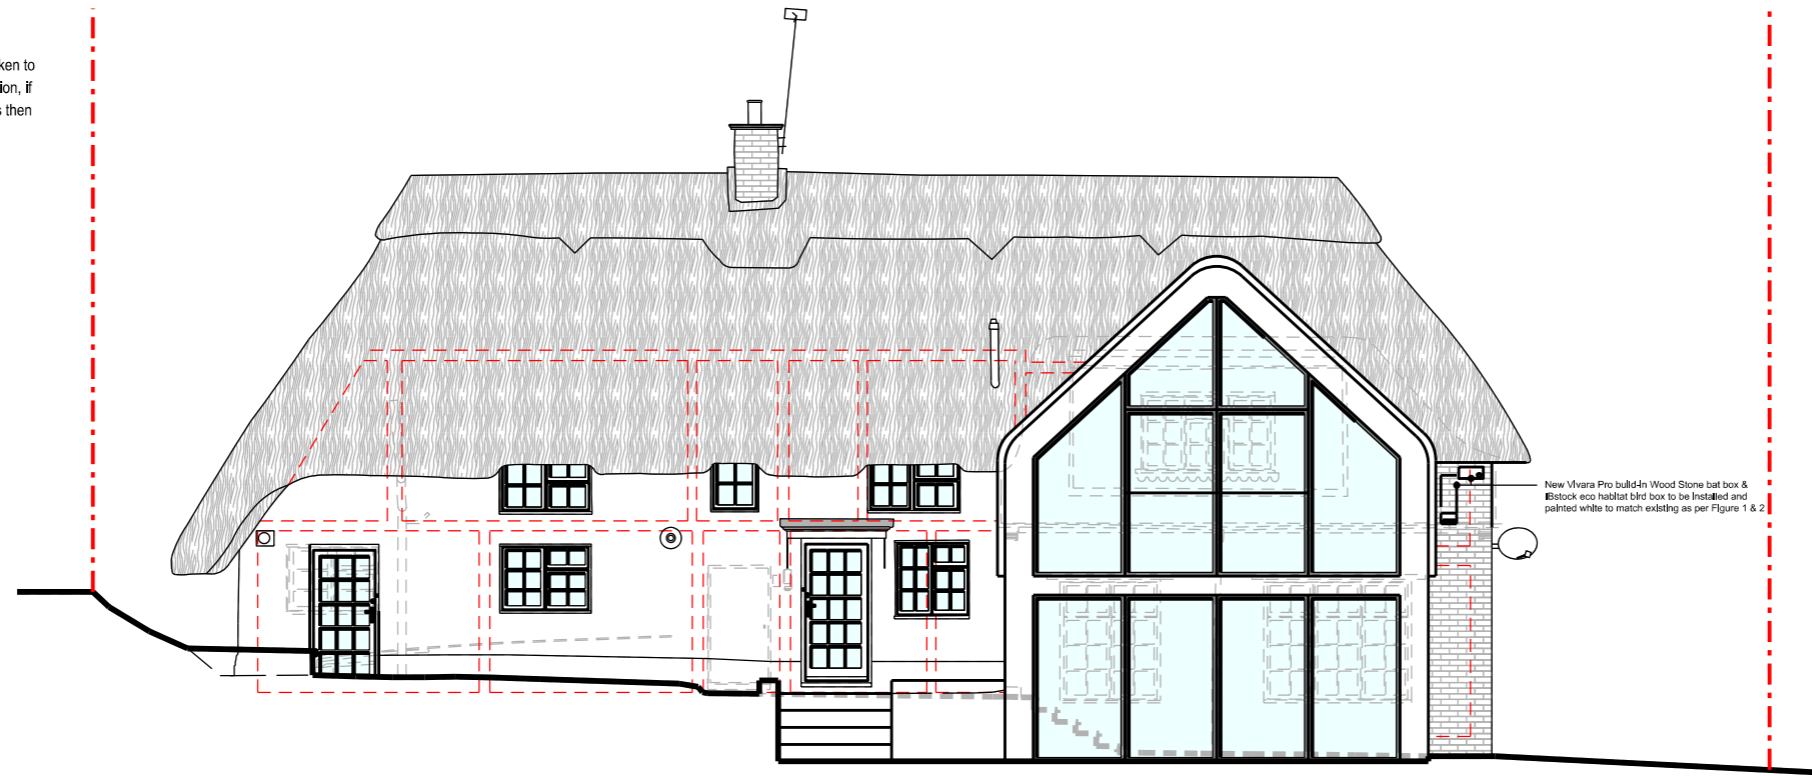 ken to
ion, if
s then
New Vivara Pro build-in Wood Stone bat box &
IBstock eco habitat bird box to be installed and
painted white to match existing as per Figure 1 & 2